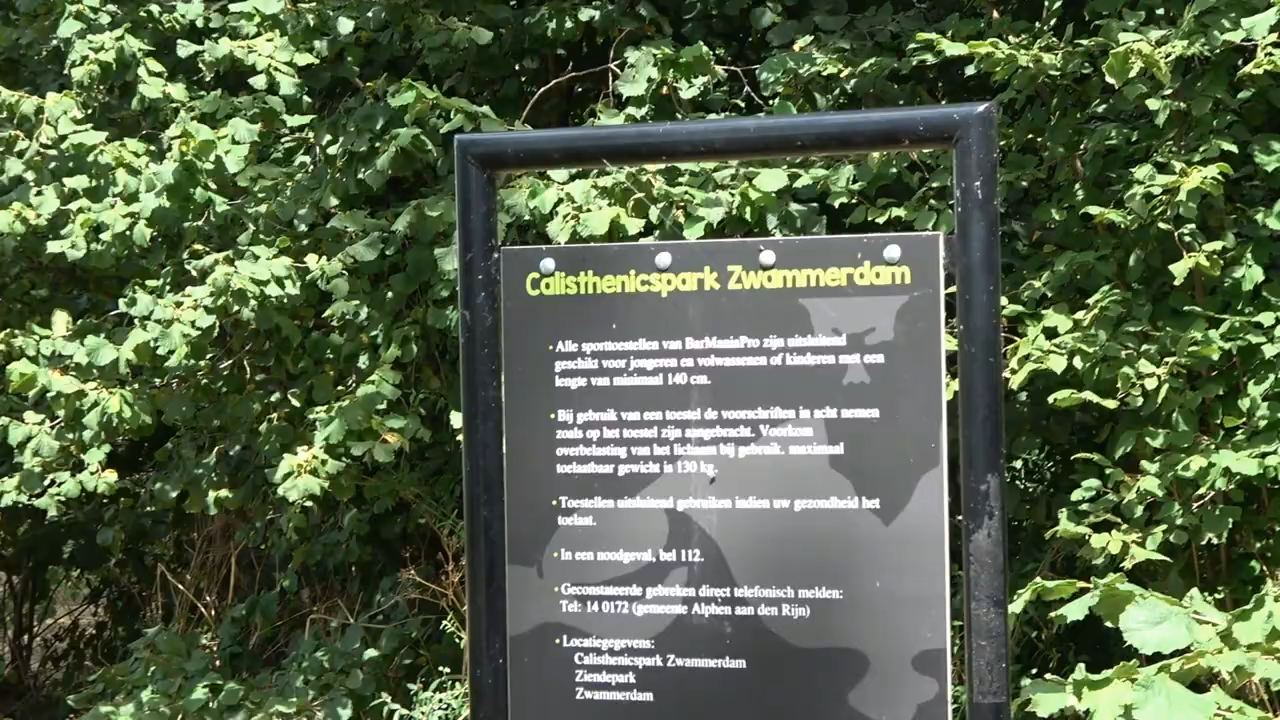 Calisthenicspark Zwammerdam
• Alle sporttoestellen van BarManiaPro zijn uitsluitend
geschikt voor jongeren en volwassenen of kinderen met een
lengte van minimaal 140 cm.
• Bij gebruik van een toestel de voorschriften in acht nemen
zoals op het toestel zijn aangebracht. Voorkom
overbelasting van het lichaam bij gebruik. maximaal
toelaatbaar gewicht is 130 kg.
• Toestellen uitsluitend gebruiken indien uw gezondheid het
toelaat.
• In een noodgeval, bel 112.
• Geconstateerde gebreken direct telefonisch melden:
Tel: 14 0172 (gemeente Alphen aan den Rijn)
• Locatiegegevens:
Calisthenicspark Zwammerdam
Ziendepark
Zwammerdam